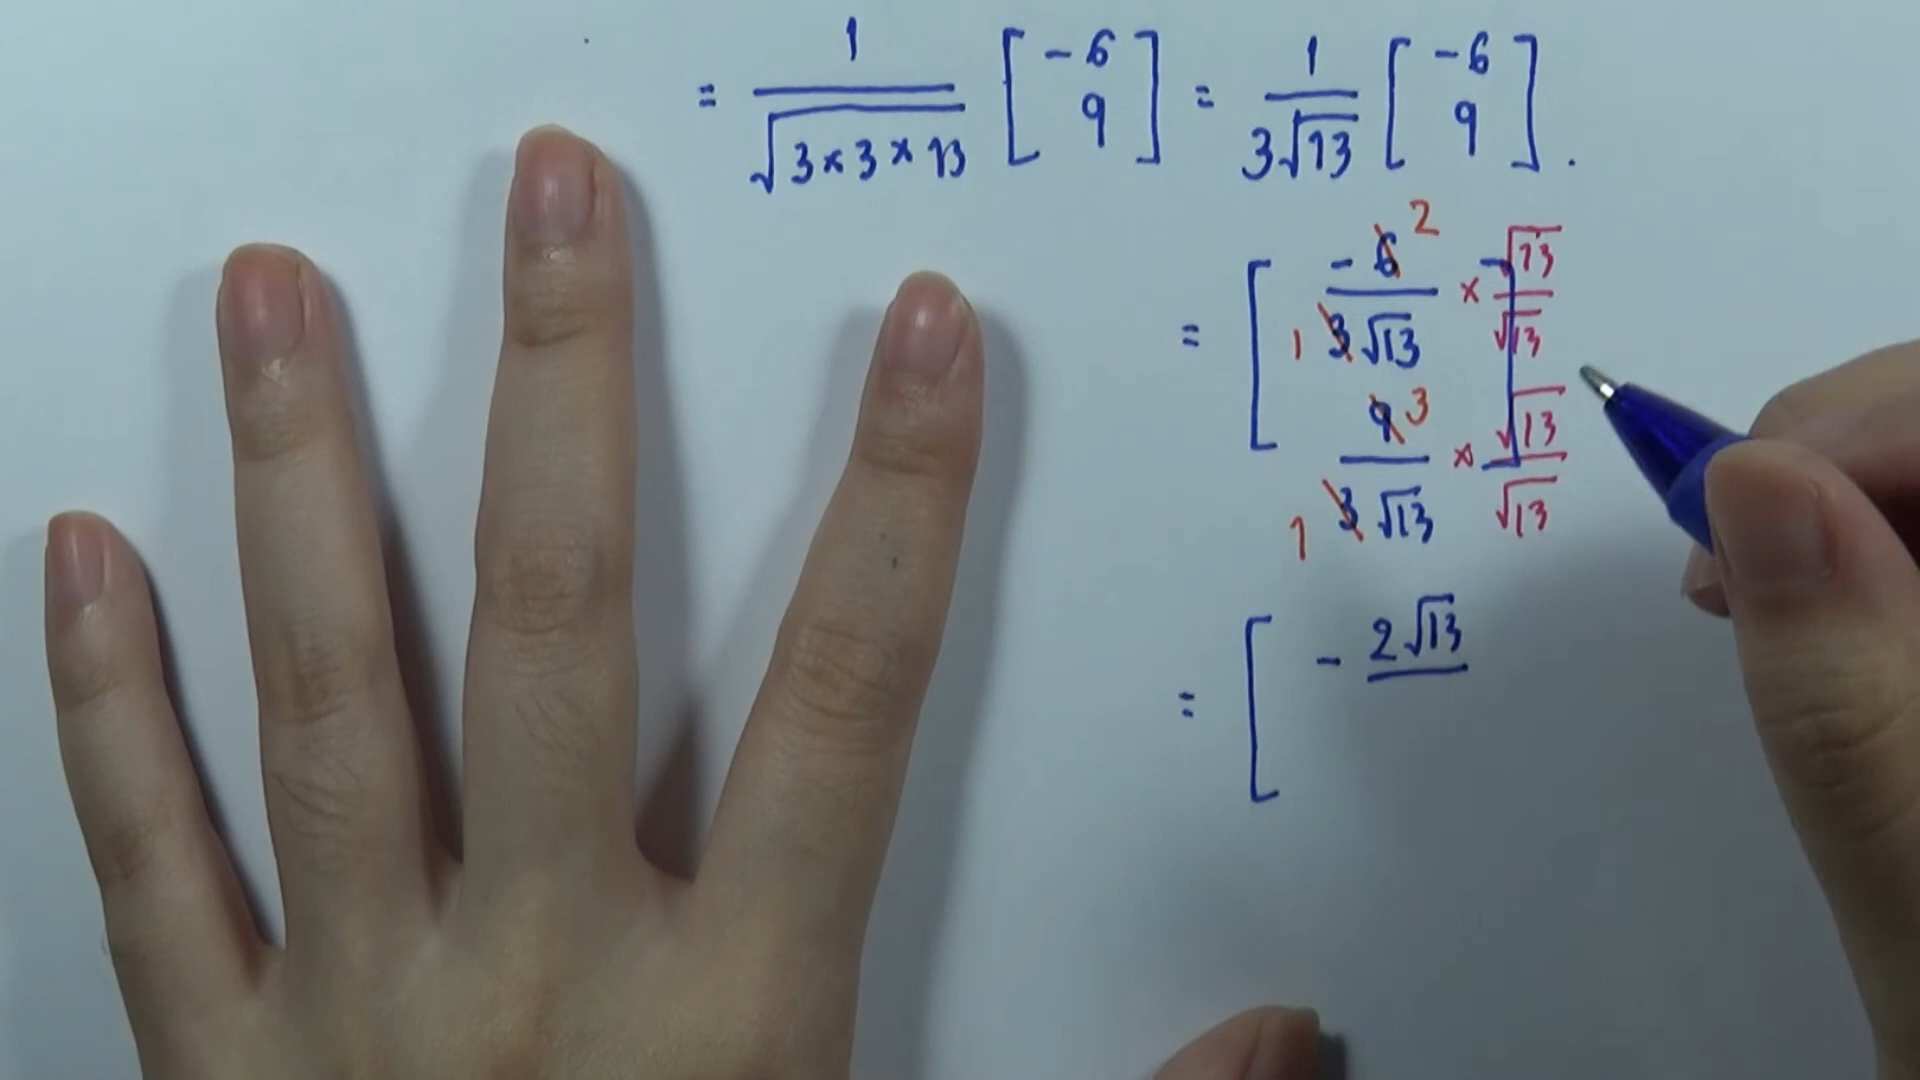 = 1/√(3×3×13) [-6 9] = 1/(3√13) [-6 9].
= [-6 2/1 3√13 × √13/√13 9 3/1 3√13 × √13/√13]
= [ - 2√13